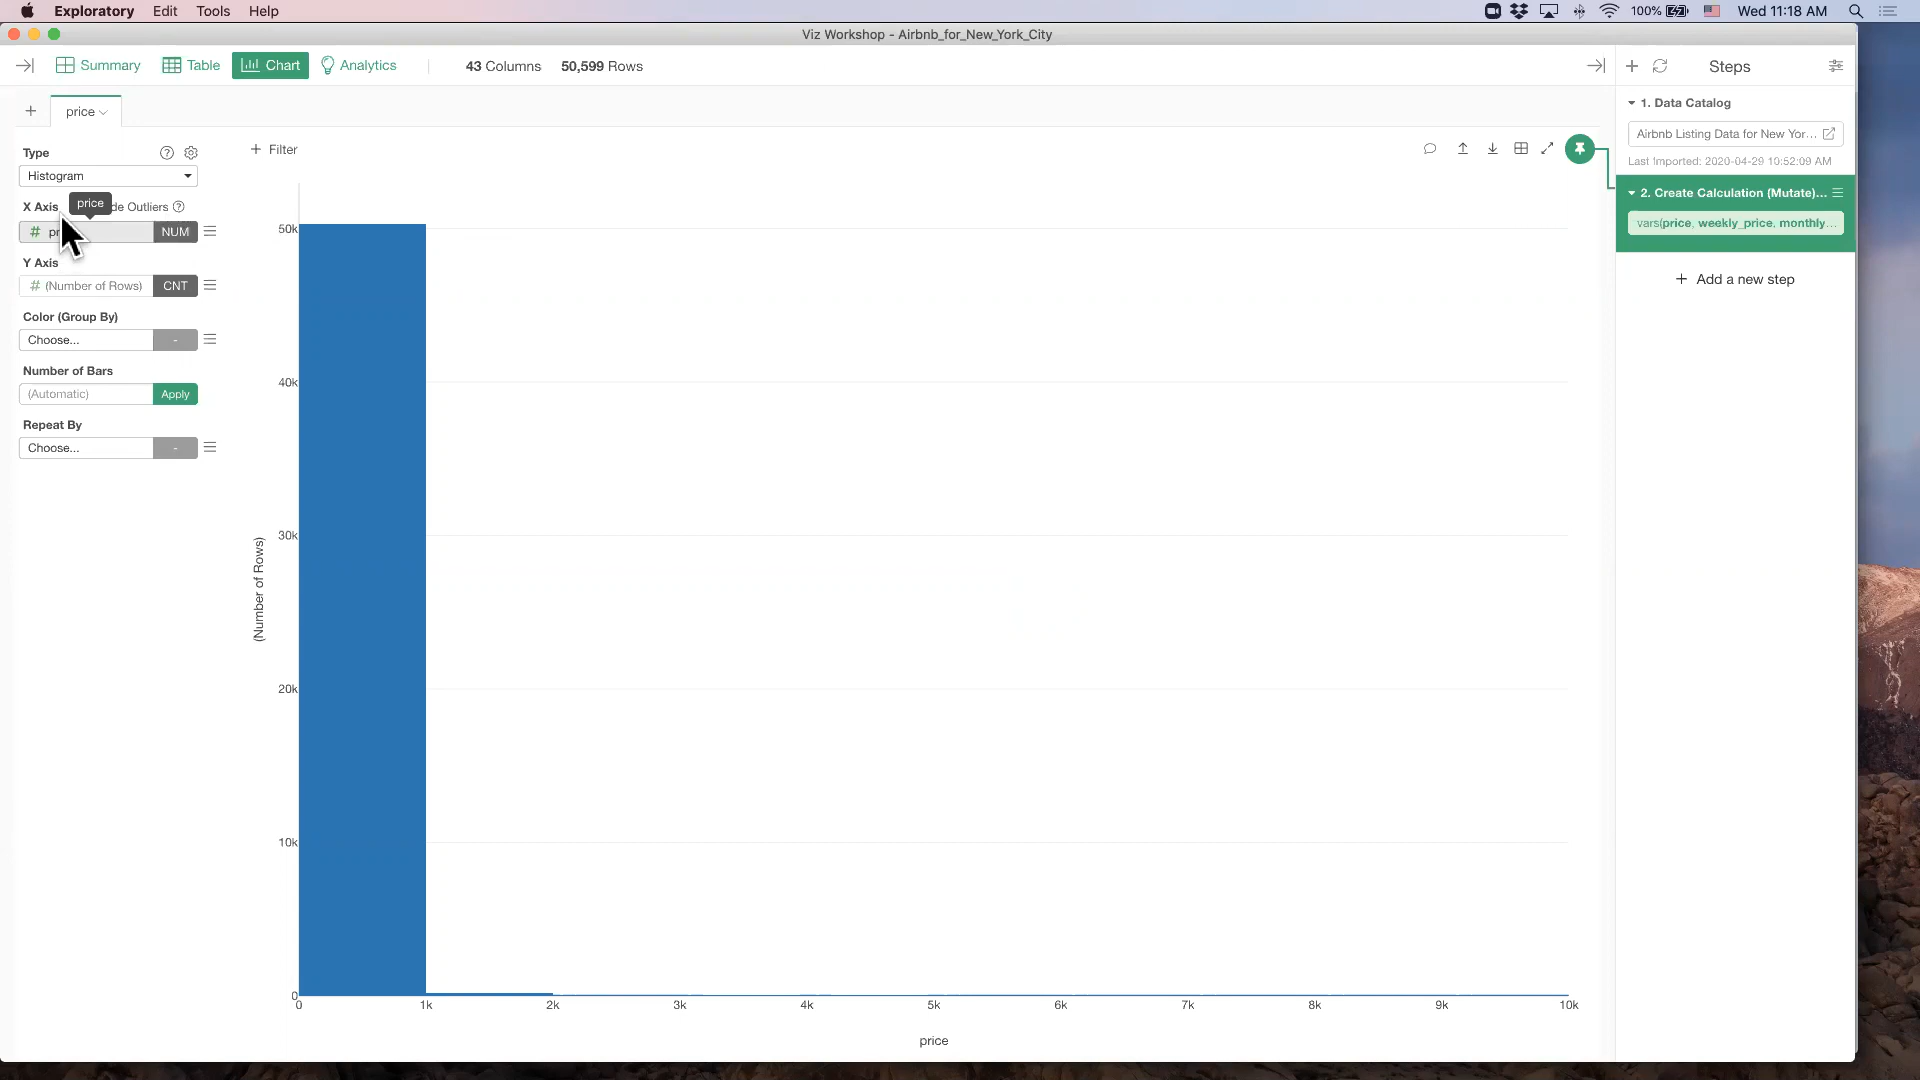 Exploratory Edit Tools Help 100% Wed 11:18 AM
Viz Workshop - Airbnb_for_New_York_City
Summary Table Chart Analytics 43 Columns 50,599 Rows Steps
price
Type
Histogram
X Axis de Outliers
price
# NUM
Y Axis
# (Number of Rows) CNT
Color (Group By)
Choose... -
Number of Bars
(Automatic) Apply
Repeat By
Choose... -
+ Filter
50k
40k
30k
20k
10k
0
(Number of Rows)
0 1k 2k 3k 4k 5k 6k 7k 8k 9k 10k
price
1. Data Catalog
Airbnb Listing Data for New Yor...
Last Imported: 2020-04-29 10:52:09 AM
2. Create Calculation (Mutate)...
vars(price, weekly_price, monthly...
+ Add a new step